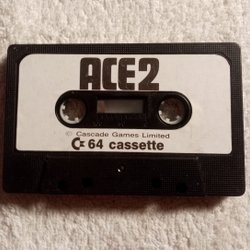 ACE2
© Cascade Games Limited
C= 64 cassette